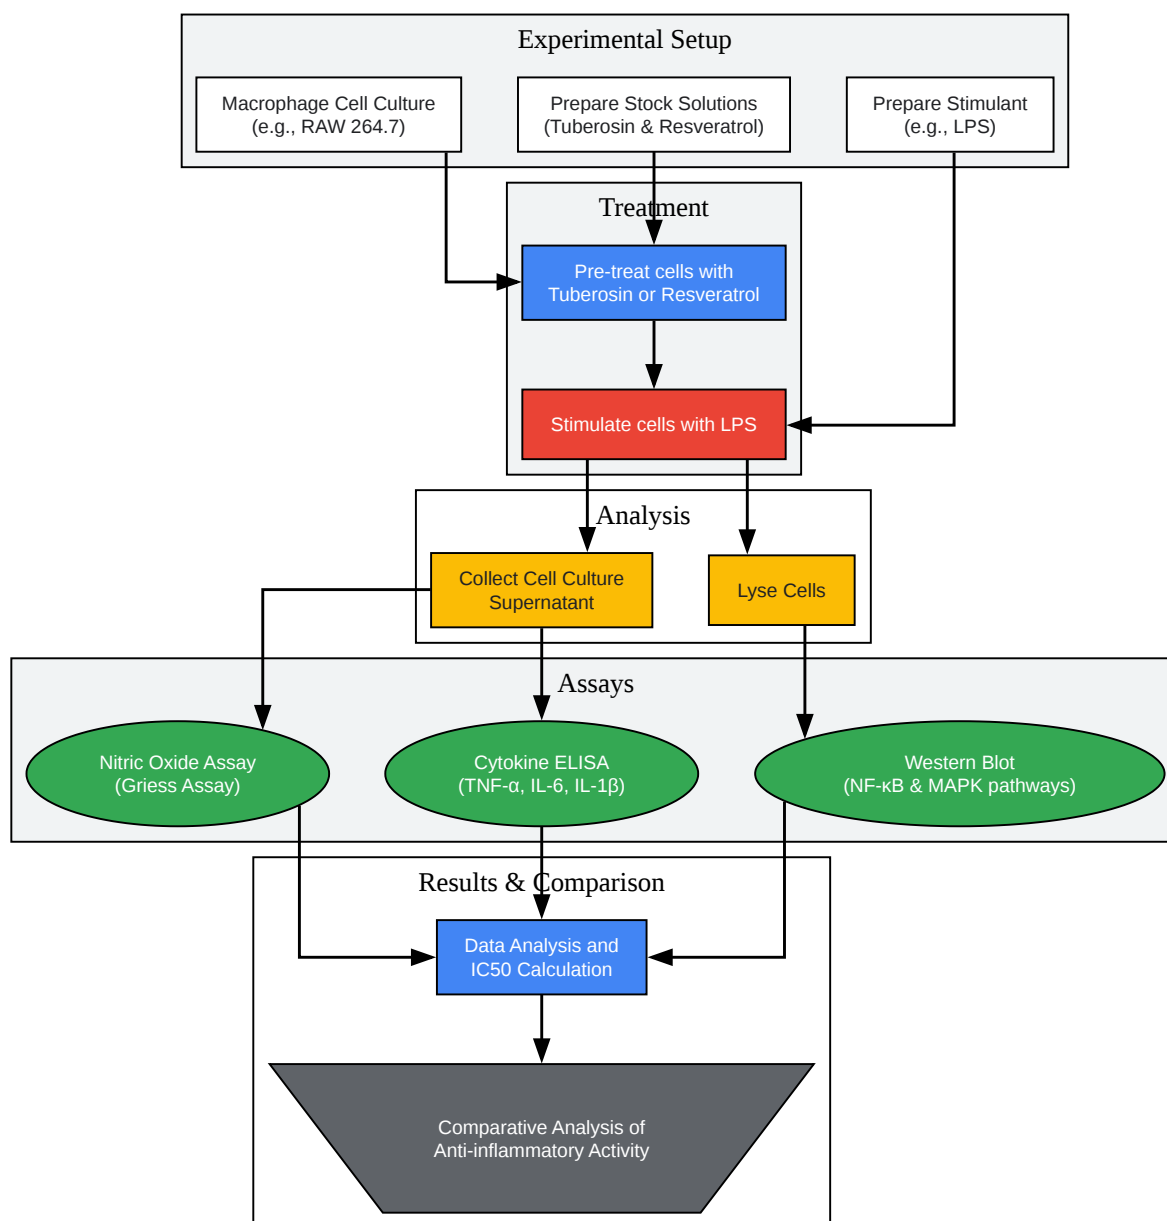 Experimental Setup
Macrophage Cell Culture
(e.g., RAW 264.7)
Prepare Stock Solutions
(Tuberosin & Resveratrol)
Prepare Stimulant
(e.g., LPS)
Treatment
Pre-treat cells with
Tuberosin or Resveratrol
Stimulate cells with LPS
Analysis
Collect Cell Culture
Supernatant
Lyse Cells
Assays
Nitric Oxide Assay
(Griess Assay)
Cytokine ELISA
(TNF-α, IL-6, IL-1β)
Western Blot
(NF-κB & MAPK pathways)
Results & Comparison
Data Analysis and
IC50 Calculation
Comparative Analysis of
Anti-inflammatory Activity